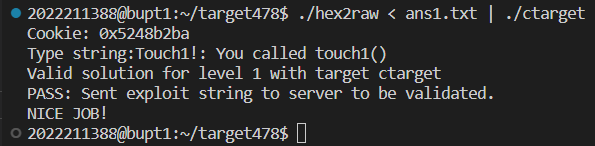 2022211388@bupt1:~/target478$ ./hex2raw < ans1.txt | ./ctarget
Cookie: 0x5248b2ba
Type string:Touch1!: You called touch1()
Valid solution for level 1 with target ctarget
PASS: Sent exploit string to server to be validated.
NICE JOB!
2022211388@bupt1:~/target478$